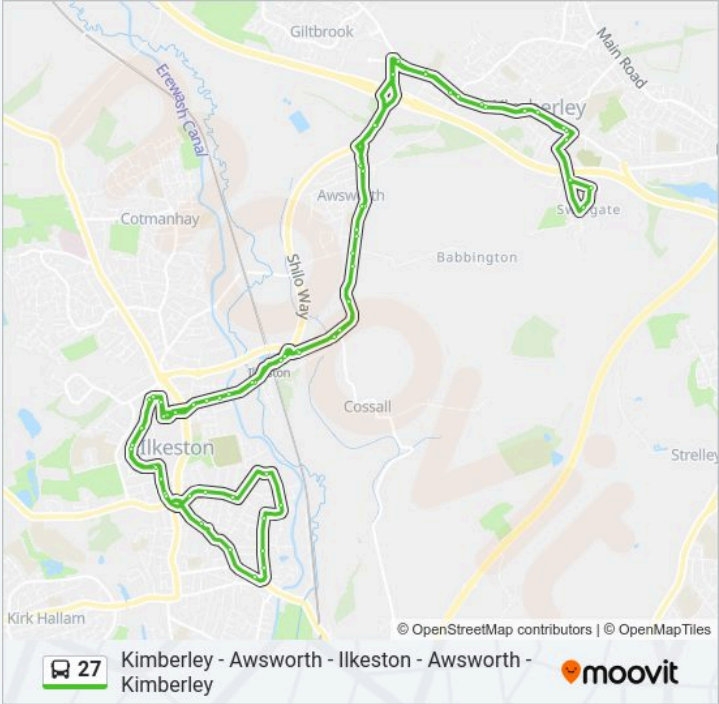 Giltbrook
Main Road
Erewash Canal
Kimberley
Awsworth
Swingate
Cotmanhay
Babbington
Shilo Way
Ilkeston
Cossall
Ilkeston
Strelley
Kirk Hallam
© OpenStreetMap contributors | © OpenMapTiles
27
Kimberley - Awsworth - Ilkeston - Awsworth -
Kimberley
moovit